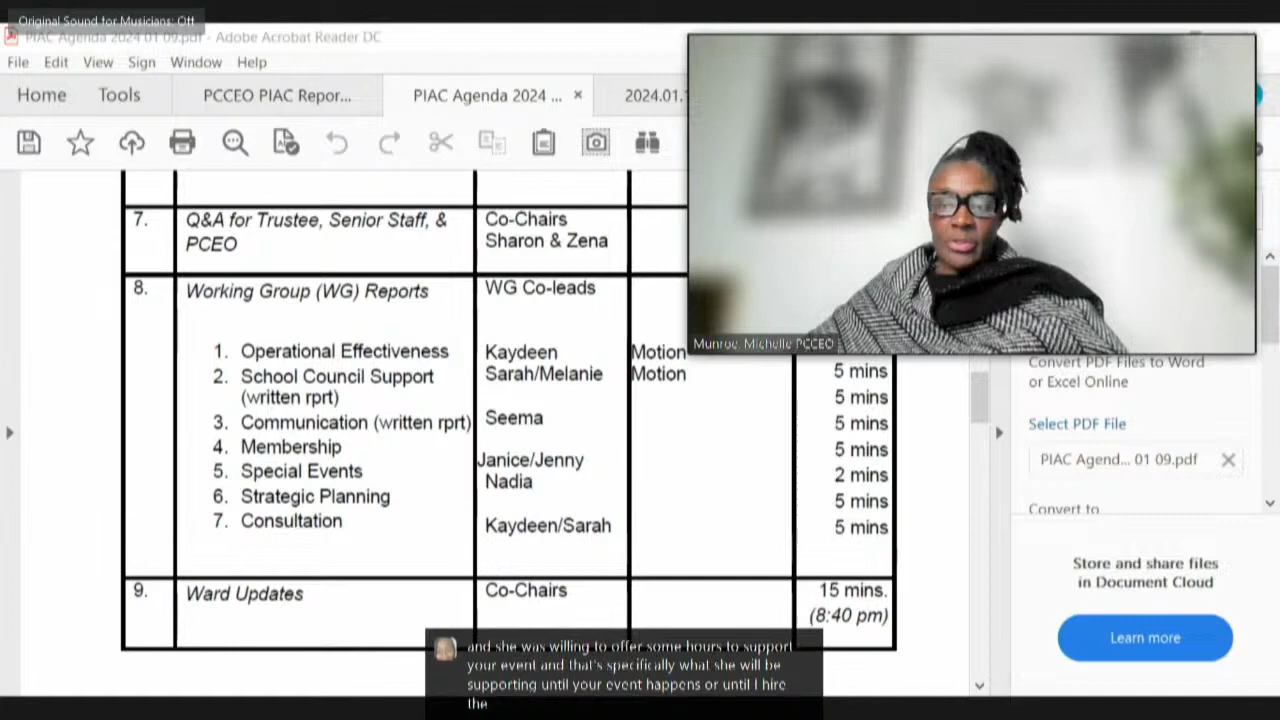 Original Sound for Musicians: Off
PIAC Agenda 2024 01 09.pdf - Adobe Acrobat Reader DC
File Edit View Sign Window Help
Home Tools PCCEO PIAC Repor... PIAC Agenda 2024 ... × 2024.01.
7. Q&A for Trustee, Senior Staff, & Co-Chairs
PCEO Sharon & Zena
8. Working Group (WG) Reports WG Co-leads
1. Operational Effectiveness Kaydeen Motion
2. School Council Support Sarah/Melanie Motion 5 mins
(written rprt) 5 mins
3. Communication (written rprt) Seema 5 mins
4. Membership Janice/Jenny 5 mins
5. Special Events Nadia 2 mins
6. Strategic Planning 5 mins
7. Consultation Kaydeen/Sarah 5 mins
9. Ward Updates Co-Chairs 15 mins.
(8:40 pm)
Munroe, Michelle PCCEO
Convert PDF Files to Word
or Excel Online
Select PDF File
PIAC Agend... 01 09.pdf
Convert to
Store and share files
in Document Cloud
Learn more
and she was willing to offer some hours to support
your event and that's specifically what she will be
supporting until your event happens or until I hire
the